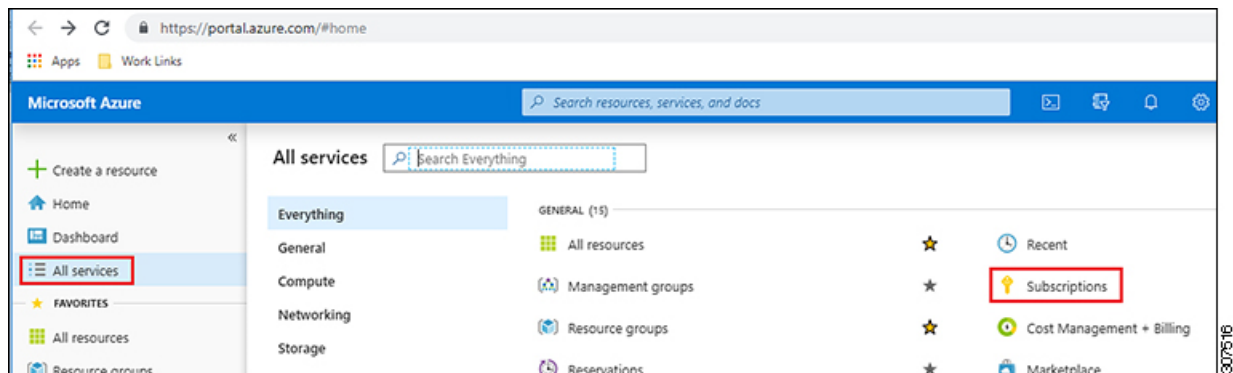 https://portal.azure.com/#home
Apps Work Links
Microsoft Azure
Search resources, services, and docs
«
Create a resource
Home
Dashboard
All services
FAVORITES
All resources
Resource groups
All services
Search Everything
Everything
General
Compute
Networking
Storage
GENERAL (15)
All resources
Management groups
Resource groups
Reservations
Recent
Subscriptions
Cost Management + Billing
Marketplace
307516